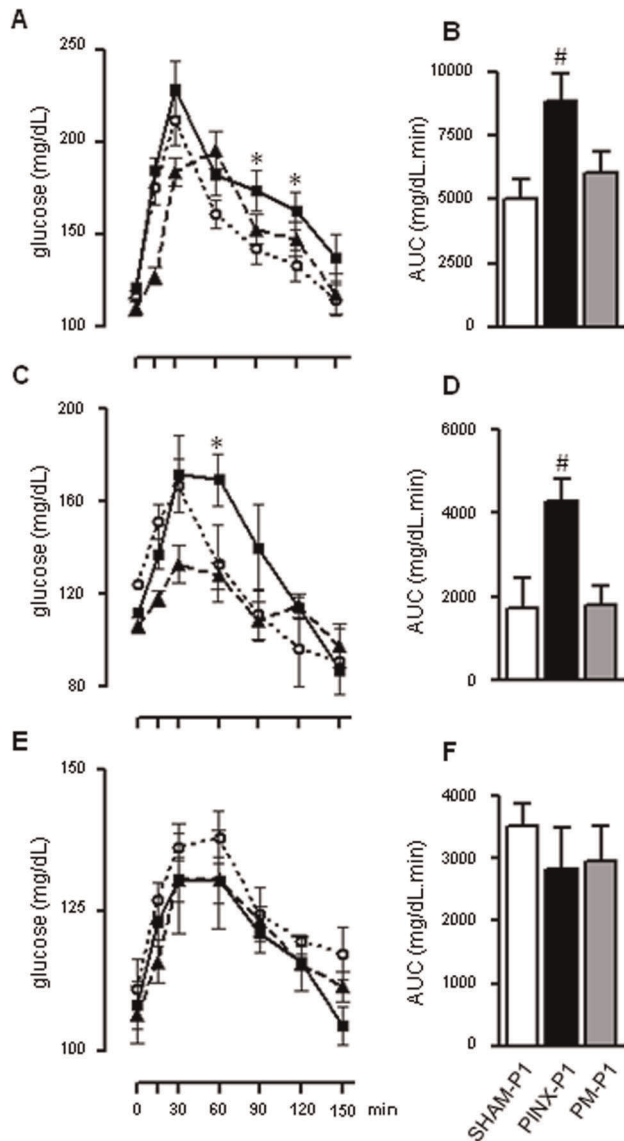 A
glucose (mg/dL)
250
200
150
100
* *
B
AUC (mg/dL.min)
10000
7500
5000
2500
0
#
C
glucose (mg/dL)
200
160
120
80
*
D
AUC (mg/dL.min)
6000
4000
2000
0
#
E
glucose (mg/dL)
150
125
100
0 30 60 90 120 150 min
F
AUC (mg/dL.min)
4000
3000
2000
1000
0
SHAM-P1 PINX-P1 PM-P1